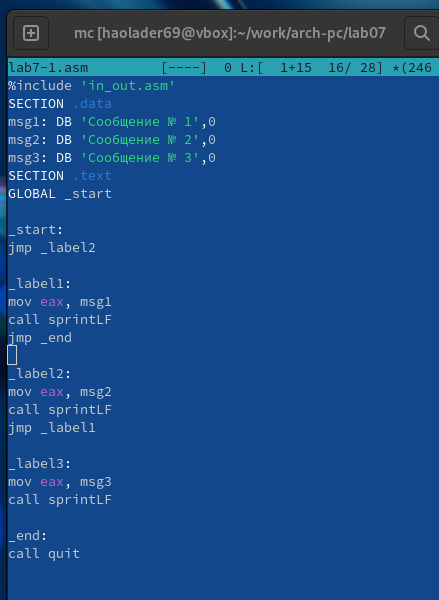 mc [haolader69@vbox]:~/work/arch-pc/lab07
lab7-1.asm [----] 0 L:[ 1+15 16/ 28] *(246
%include 'in_out.asm'
SECTION .data
msg1: DB 'Сообщение № 1',0
msg2: DB 'Сообщение № 2',0
msg3: DB 'Сообщение № 3',0
SECTION .text
GLOBAL _start
_start:
jmp _label2
_label1:
mov eax, msg1
call sprintLF
jmp _end
_label2:
mov eax, msg2
call sprintLF
jmp _label1
_label3:
mov eax, msg3
call sprintLF
_end:
call quit